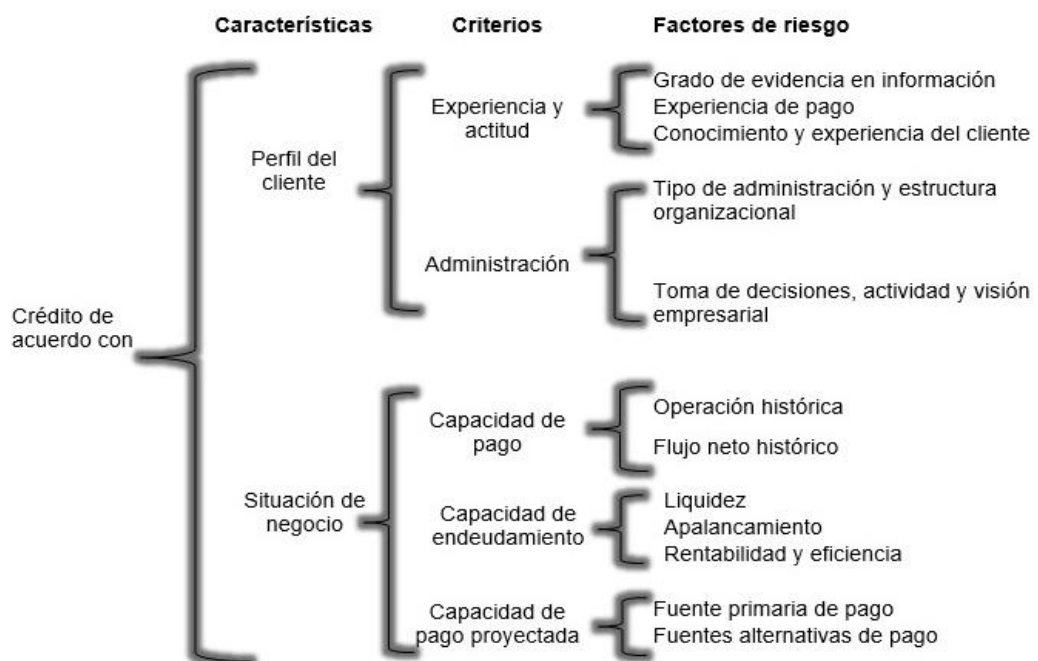 Características Criterios Factores de riesgo
Crédito de
acuerdo con
Perfil del
cliente
Experiencia y
actitud
Grado de evidencia en información
Experiencia de pago
Conocimiento y experiencia del cliente
Administración
Tipo de administración y estructura
organizacional
Toma de decisiones, actividad y visión
empresarial
Situación de
negocio
Capacidad de
pago
Operación histórica
Flujo neto histórico
Capacidad de
endeudamiento
Liquidez
Apalancamiento
Rentabilidad y eficiencia
Capacidad de
pago proyectada
Fuente primaria de pago
Fuentes alternativas de pago